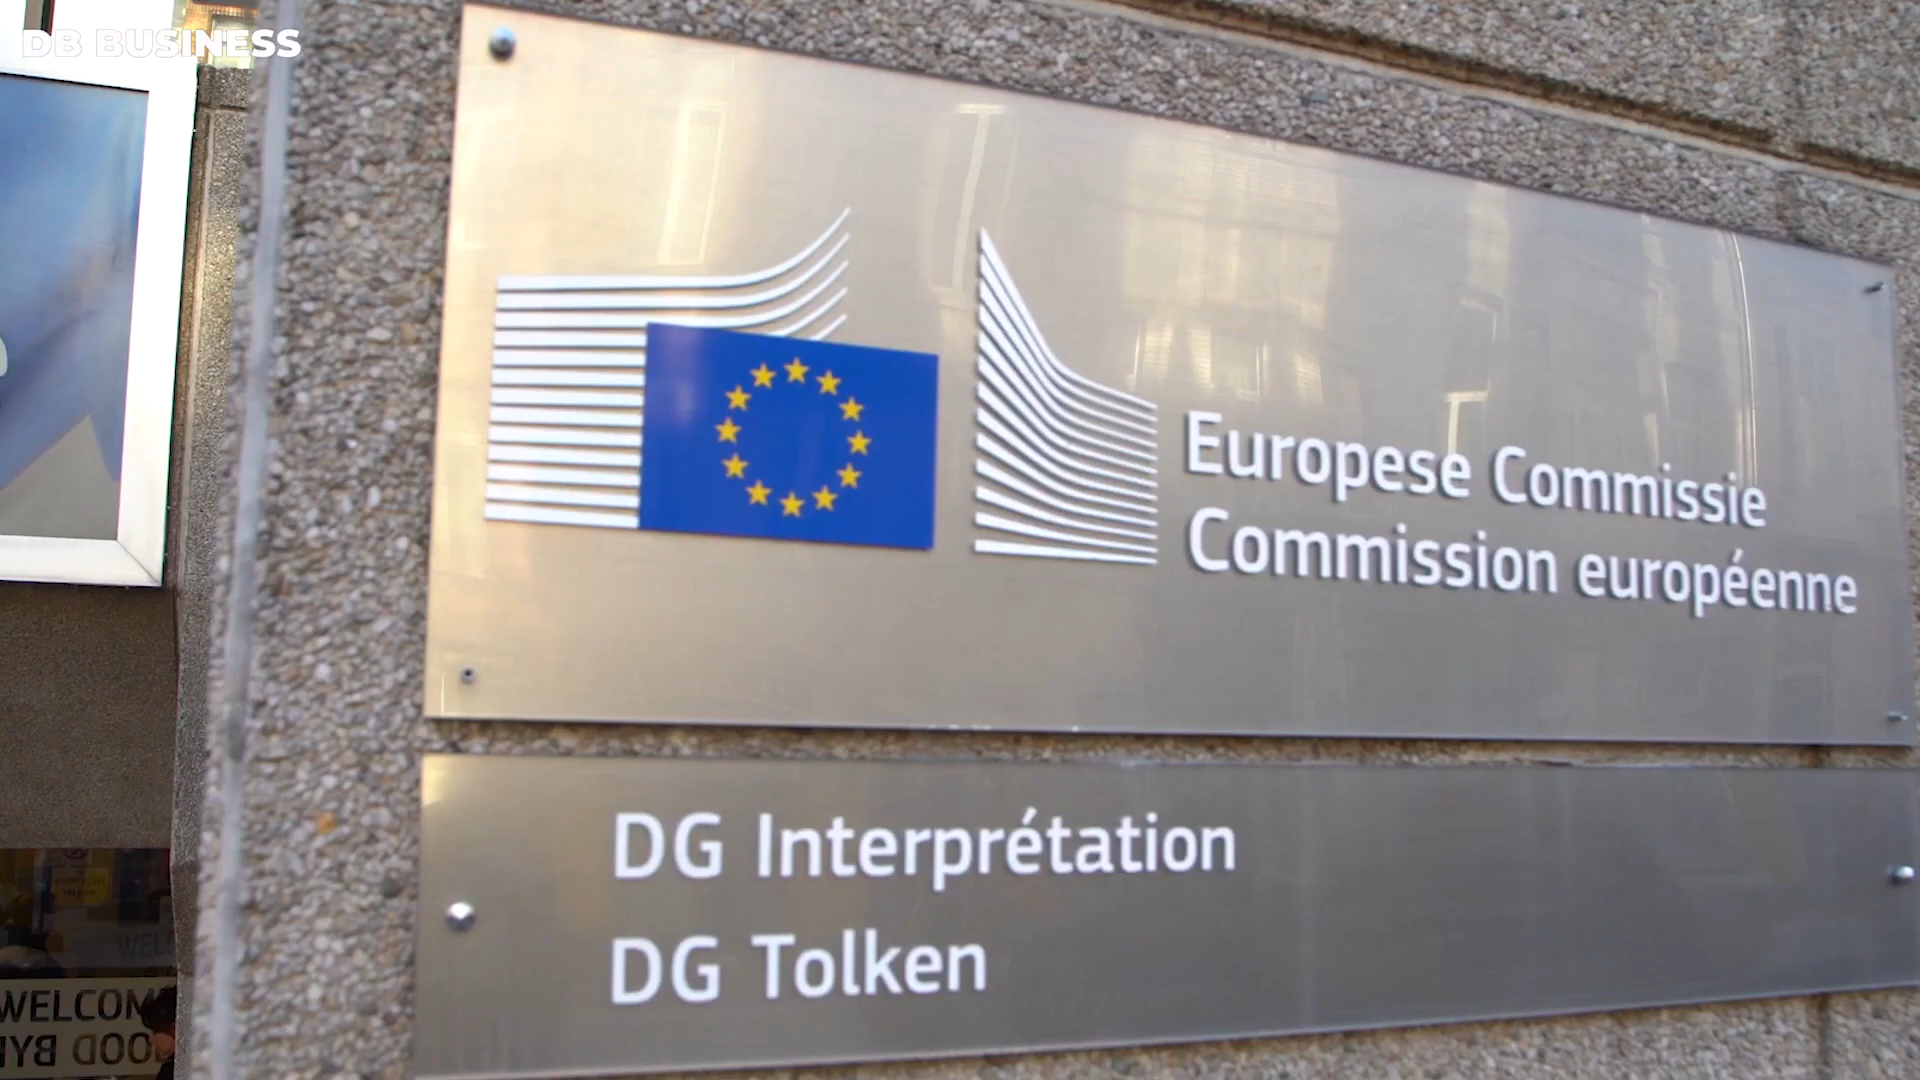 DB BUSINESS
Europese Commissie
Commission européenne
DG Interprétation
DG Tolken
WELCOM